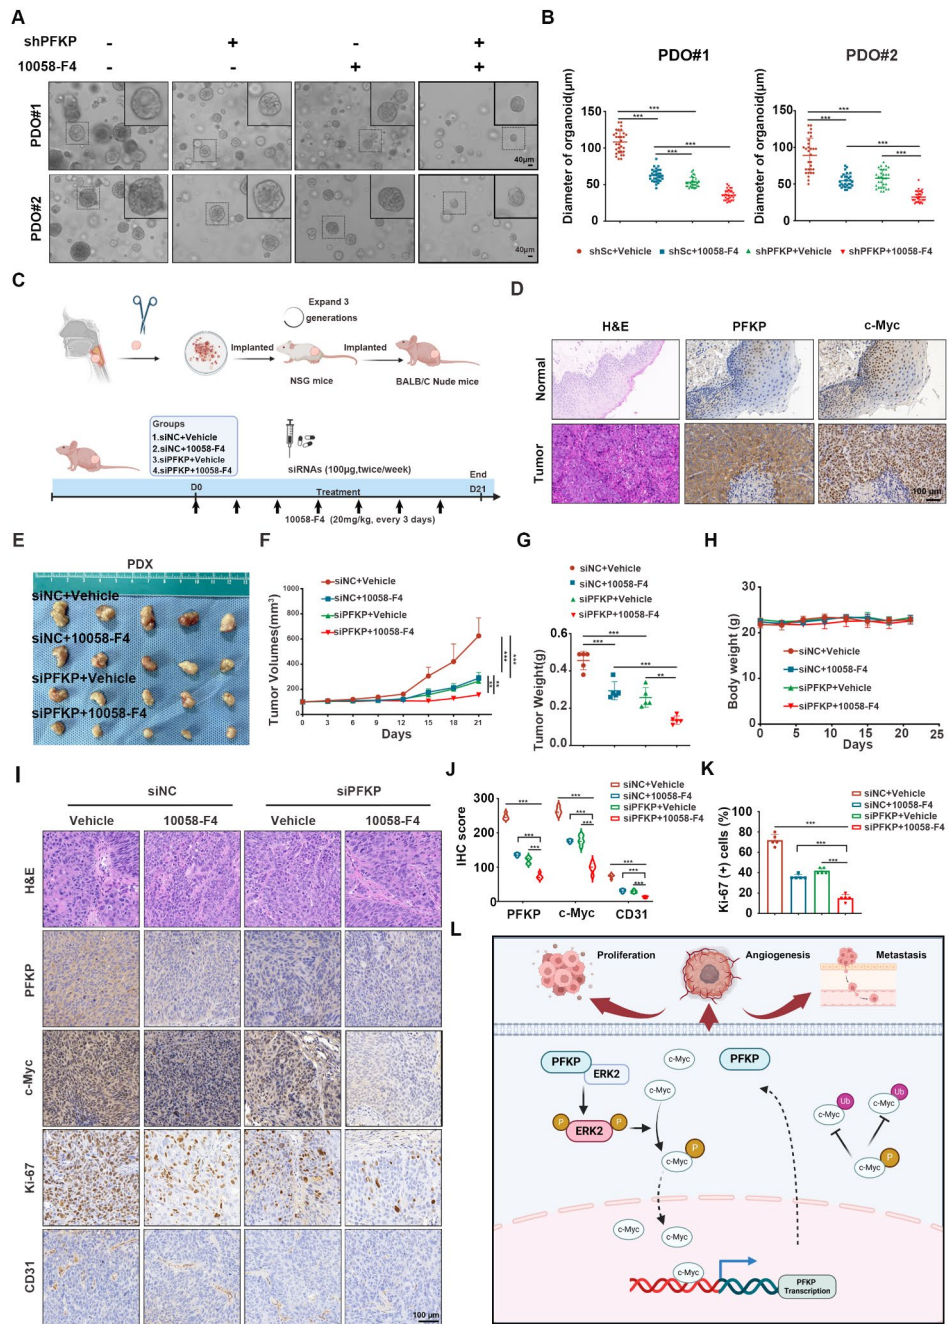 A
shPFKP - + - +
10058-F4 - - + +
PDO#1
40μm
PDO#2
40μm
B
PDO#1
PDO#2
Diameter of organoid(μm)
150
100
50
0
*** *** *** ***
Diameter of organoid(μm)
150
100
50
0
*** *** *** ***
shSc+Vehicle shSc+10058-F4 shPFKP+Vehicle shPFKP+10058-F4
C
Expand 3
generations
Implanted
Implanted
NSG mice
BALB/C Nude mice
Groups
1.siNC+Vehicle
2.siNC+10058-F4
3.siPFKP+Vehicle
4.siPFKP+10058-F4
siRNAs (100μg,twice/week)
End
D0
Treatment
D21
10058-F4 (20mg/kg, every 3 days)
D
H&E PFKP c-Myc
Normal
Tumor
100 μm
E
PDX
siNC+Vehicle
siNC+10058-F4
siPFKP+Vehicle
siPFKP+10058-F4
F
siNC+Vehicle
siNC+10058-F4
siPFKP+Vehicle
siPFKP+10058-F4
Tumor Volumes(mm3)
1000
800
600
400
200
0
0 3 6 9 12 15 18 21
Days
*** ***
** **
G
siNC+Vehicle
siNC+10058-F4
siPFKP+Vehicle
siPFKP+10058-F4
Tumor Weight(g)
0.6
0.4
0.2
0.0
*** *** *** **
H
Body weight (g)
30
20
10
0
siNC+Vehicle
siNC+10058-F4
siPFKP+Vehicle
siPFKP+10058-F4
0 5 10 15 20 25
Days
I
siNC siPFKP
Vehicle 10058-F4 Vehicle 10058-F4
H&E
PFKP
c-Myc
Ki-67
CD31
100 μm
J
siNC+Vehicle
siNC+10058-F4
siPFKP+Vehicle
siPFKP+10058-F4
IHC score
300
200
100
0
*** *** ***
*** *** ***
*** *** ***
PFKP c-Myc CD31
K
siNC+Vehicle
siNC+10058-F4
siPFKP+Vehicle
siPFKP+10058-F4
Ki-67 (+) cells (%)
100
80
60
40
20
0
*** *** ***
L
Proliferation
Angiogenesis
Metastasis
PFKP
ERK2
c-Myc
PFKP
c-Myc
P
ERK2
P
c-Myc
P
Ub
c-Myc
Ub
c-Myc
c-Myc
P
c-Myc
c-Myc
c-Myc
PFKP
Transcription